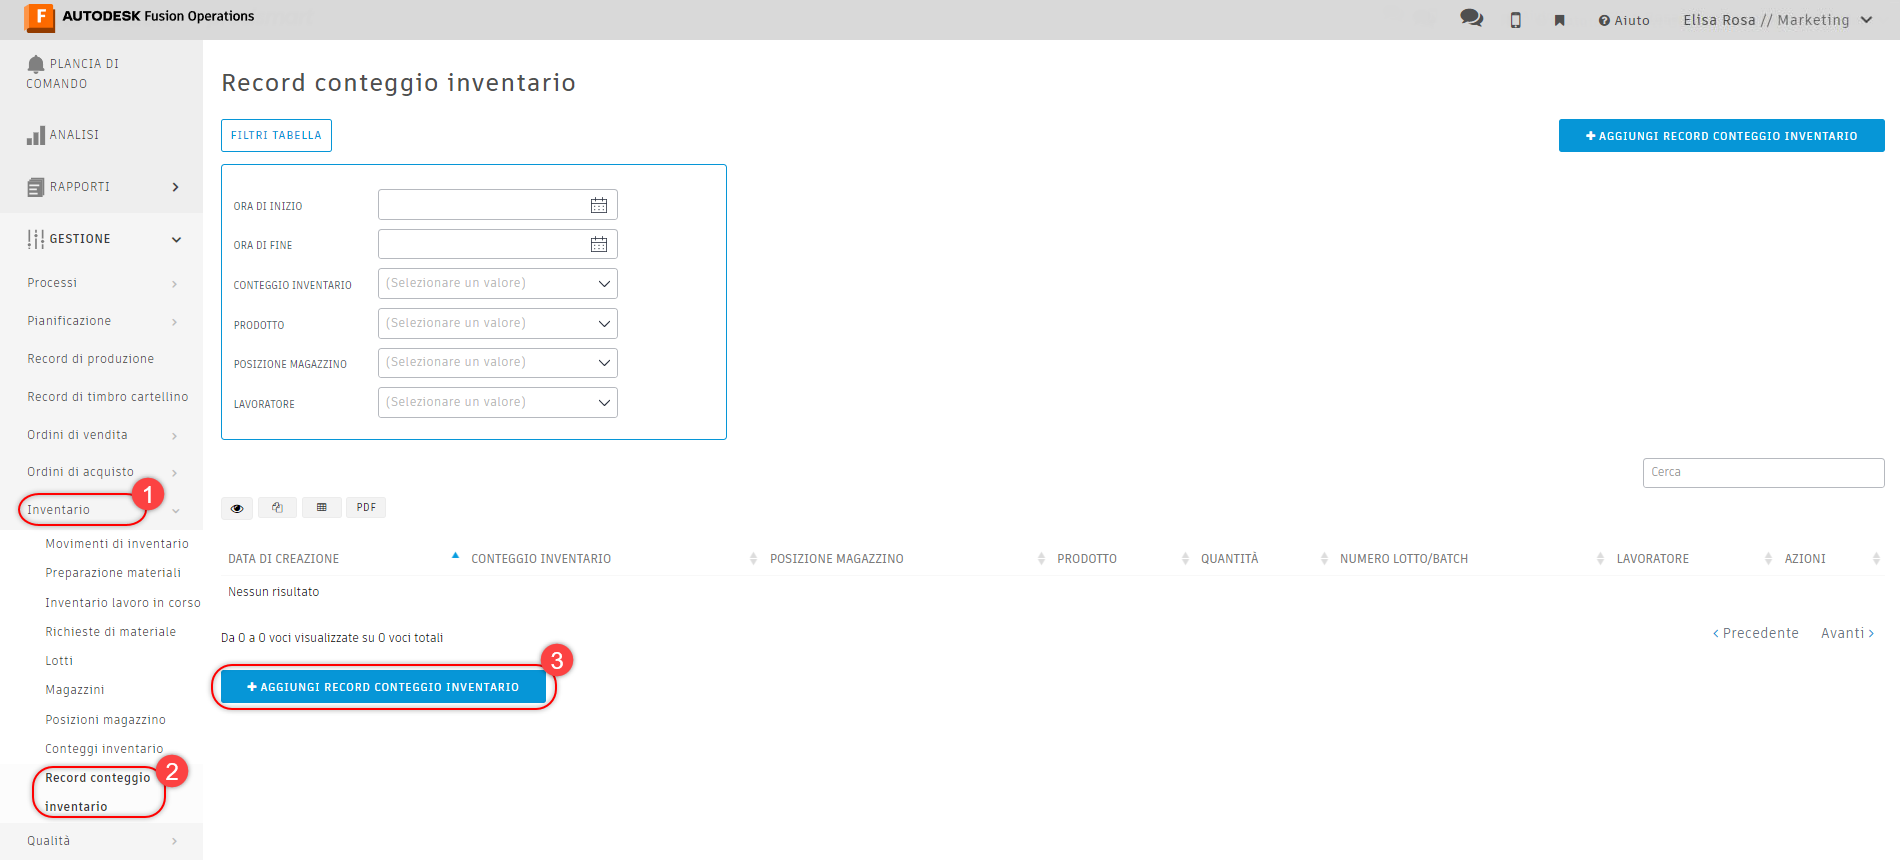 F AUTODESK Fusion Operations
Aiuto
Elisa Rosa // Marketing
PLANCIA DI
COMANDO
ANALISI
RAPPORTI
GESTIONE
Processi
Pianificazione
Record di produzione
Record di timbro cartellino
Ordini di vendita
Ordini di acquisto
1
Inventario
Movimenti di inventario
Preparazione materiali
Inventario lavoro in corso
Richieste di materiale
Lotti
Magazzini
Posizioni magazzino
Conteggi inventario
2
Record conteggio
inventario
Qualità
Record conteggio inventario
FILTRI TABELLA
AGGIUNGI RECORD CONTEGGIO INVENTARIO
ORA DI INIZIO
ORA DI FINE
CONTEGGIO INVENTARIO (Selezionare un valore)
PRODOTTO (Selezionare un valore)
POSIZIONE MAGAZZINO (Selezionare un valore)
LAVORATORE (Selezionare un valore)
Cerca
PDF
DATA DI CREAZIONE CONTEGGIO INVENTARIO POSIZIONE MAGAZZINO PRODOTTO QUANTITÀ NUMERO LOTTO/BATCH LAVORATORE AZIONI
Nessun risultato
Da 0 a 0 voci visualizzate su 0 voci totali
Precedente Avanti
3
AGGIUNGI RECORD CONTEGGIO INVENTARIO